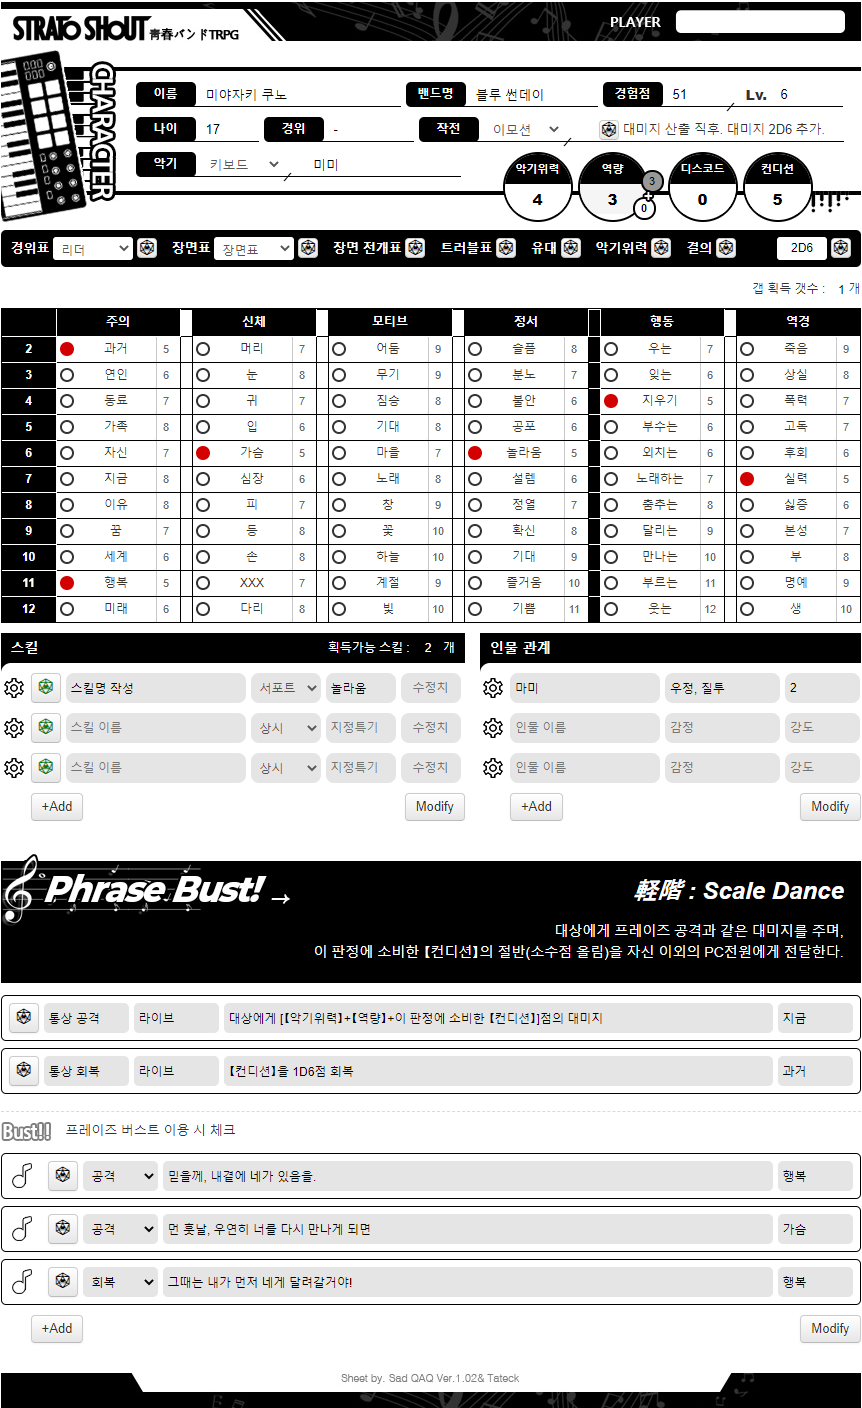 STRATO SHOUT 青春バンドTRPG PLAYER
CHARACTER
이름 미야자키 쿠노 밴드명 블루 썬데이 경험점 51 Lv. 6
나이 17 경위 - 작전 이모션 대미지 산출 직후. 대미지 2D6 추가.
악기 키보드 미미
악기위력 역량 디스코드 컨디션
4 3 3 0 0 5
경위표 리더 장면표 장면표 장면 전개표 트러블표 유대 악기위력 결의 2D6
갭 획득 갯수 : 1 개
주의 신체 모티브 정서 행동 역경
2 과거 5 머리 7 어둠 9 슬픔 8 우는 7 죽음 9
3 연인 6 눈 8 무기 9 분노 7 잊는 6 상실 8
4 동료 7 귀 7 짐승 8 불안 6 지우기 5 폭력 7
5 가족 8 입 6 기대 8 공포 6 부수는 6 고독 7
6 자신 7 가슴 5 마을 7 놀라움 5 외치는 6 후회 6
7 지금 8 심장 6 노래 8 설렘 6 노래하는 7 실력 5
8 이유 8 피 7 창 9 정열 7 춤추는 8 싫증 6
9 꿈 7 등 8 꽃 10 확신 8 달리는 9 본성 7
10 세계 6 손 8 하늘 10 기대 9 만나는 10 부 8
11 행복 5 XXX 7 계절 9 즐거움 10 부르는 11 명예 9
12 미래 6 다리 8 빛 10 기쁨 11 웃는 12 생 10
스킬 획득가능 스킬 : 2 개 인물 관계
스킬명 작성 서포트 놀라움 수정치 마미 우정, 질투 2
스킬 이름 상시 지정특기 수정치 인물 이름 감정 강도
스킬 이름 상시 지정특기 수정치 인물 이름 감정 강도
+Add Modify +Add Modify
Phrase Bust! → 軽階 : Scale Dance
대상에게 프레이즈 공격과 같은 대미지를 주며,
이 판정에 소비한 【컨디션】의 절반(소수점 올림)을 자신 이외의 PC전원에게 전달한다.
통상 공격 라이브 대상에게 [【악기위력】+【역량】+이 판정에 소비한 【컨디션】]점의 대미지 지금
통상 회복 라이브 【컨디션】을 1D6점 회복 과거
Bust!! 프레이즈 버스트 이용 시 체크
공격 믿을께, 내곁에 네가 있음을. 행복
공격 먼 훗날, 우연히 너를 다시 만나게 되면 가슴
회복 그때는 내가 먼저 네게 달려갈거야! 행복
+Add Modify
Sheet by. Sad QAQ Ver.1.02& Tateck